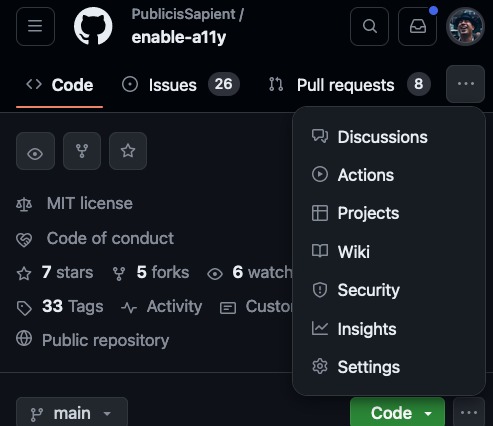 PublicisSapient /
enable-a11y
Code
Issues 26
Pull requests 8
Discussions
Actions
Projects
Wiki
Security
Insights
Settings
MIT license
Code of conduct
7 stars 5 forks 6 watch
33 Tags Activity Custo
Public repository
main
Code